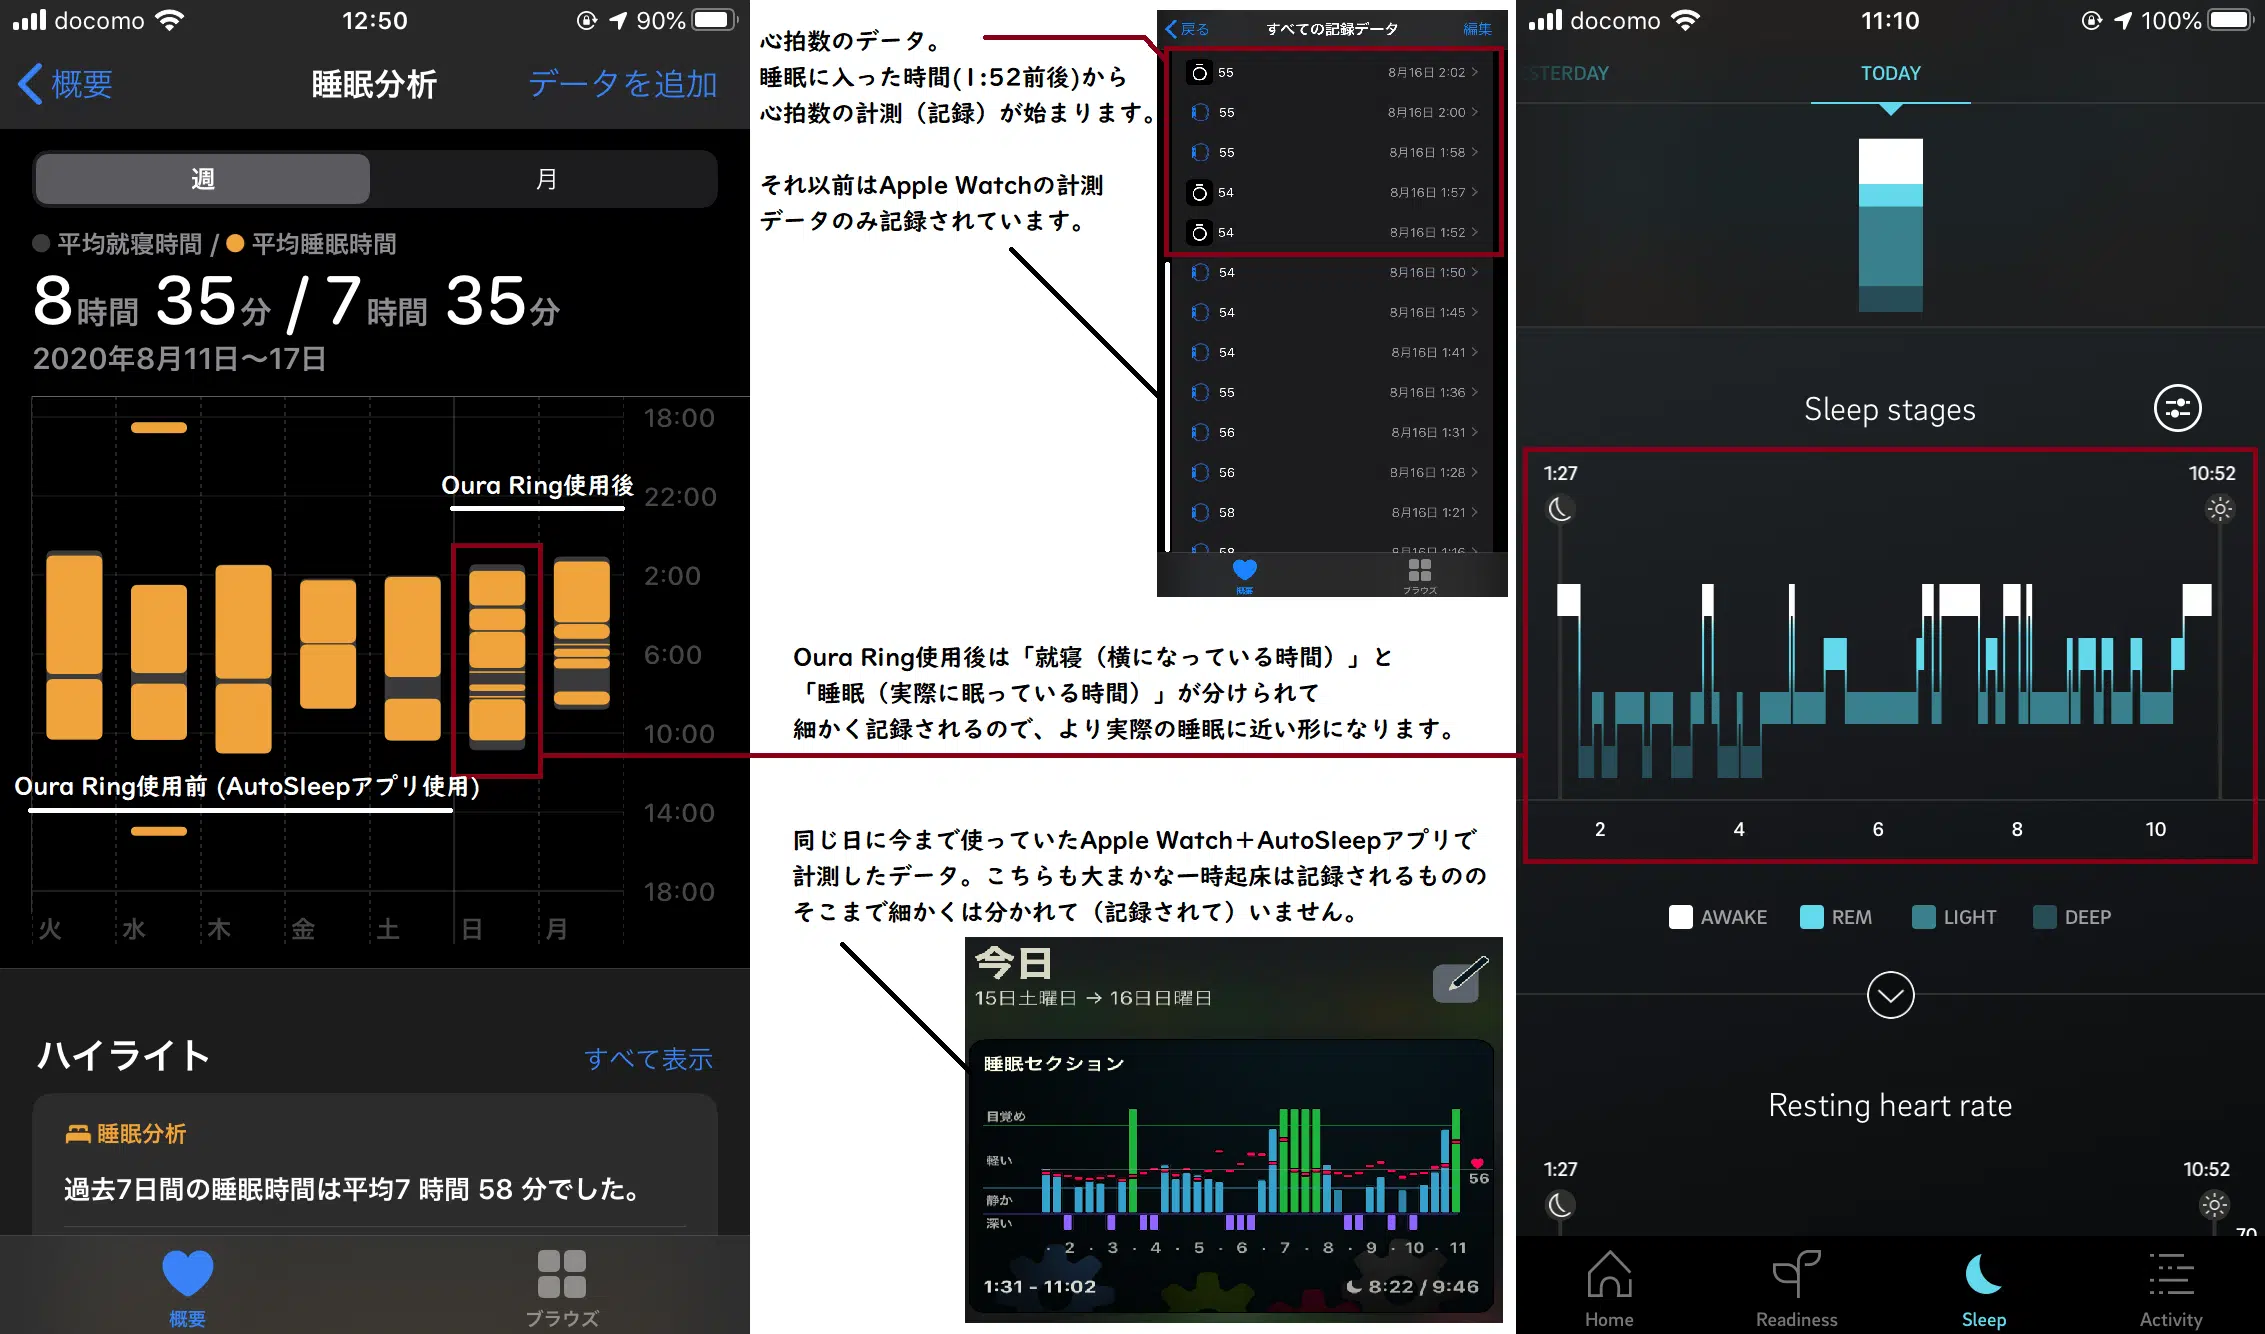 docomo 12:50 90%
概要 睡眠分析 データを追加
週 月
平均就寝時間 / 平均睡眠時間
8時間 35分 / 7時間 35分
2020年8月11日〜17日
18:00
Oura Ring使用後
22:00
2:00
6:00
10:00
Oura Ring使用前 (AutoSleepアプリ使用)
14:00
18:00
火 水 木 金 土 日 月
ハイライト すべて表示
睡眠分析
過去7日間の睡眠時間は平均7 時間 58 分でした。
概要 ブラウズ
心拍数のデータ。
睡眠に入った時間(1:52前後)から
心拍数の計測（記録）が始まります。
それ以前はApple Watchの計測
データのみ記録されています。
戻る すべての記録データ 編集
55 8月16日 2:02
55 8月16日 2:00
55 8月16日 1:58
54 8月16日 1:57
54 8月16日 1:52
54 8月16日 1:50
54 8月16日 1:45
54 8月16日 1:41
55 8月16日 1:36
56 8月16日 1:31
56 8月16日 1:28
58 8月16日 1:21
58 8月16日 1:16
概要 ブラウズ
Oura Ring使用後は「就寝（横になっている時間）」と
「睡眠（実際に眠っている時間）」が分けられて
細かく記録されるので、より実際の睡眠に近い形になります。
同じ日に今まで使っていたApple Watch＋AutoSleepアプリで
計測したデータ。こちらも大まかな一時起床は記録されるものの
そこまで細かくは分かれて（記録されて）いません。
今日
15日土曜日 → 16日日曜日
睡眠セクション
目覚め
軽い
56
静か
深い
· 2 · 3 · 4 · 5 · 6 · 7 · 8 · 9 · 10 · 11
1:31 - 11:02 8:22 / 9:46
docomo 11:10 100%
STERDAY TODAY
Sleep stages
1:27 10:52
2 4 6 8 10
AWAKE REM LIGHT DEEP
Resting heart rate
1:27 10:52
70
Home Readiness Sleep Activity